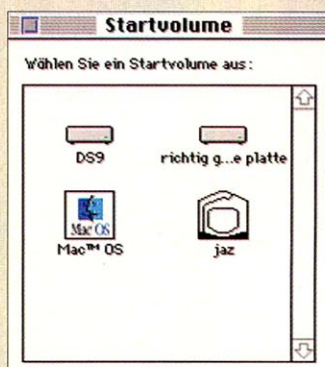 Startvolume
Wählen Sie ein Startvolume aus:
DS9
richtig g...e platte
Mac OS
Mac™ OS
jaz